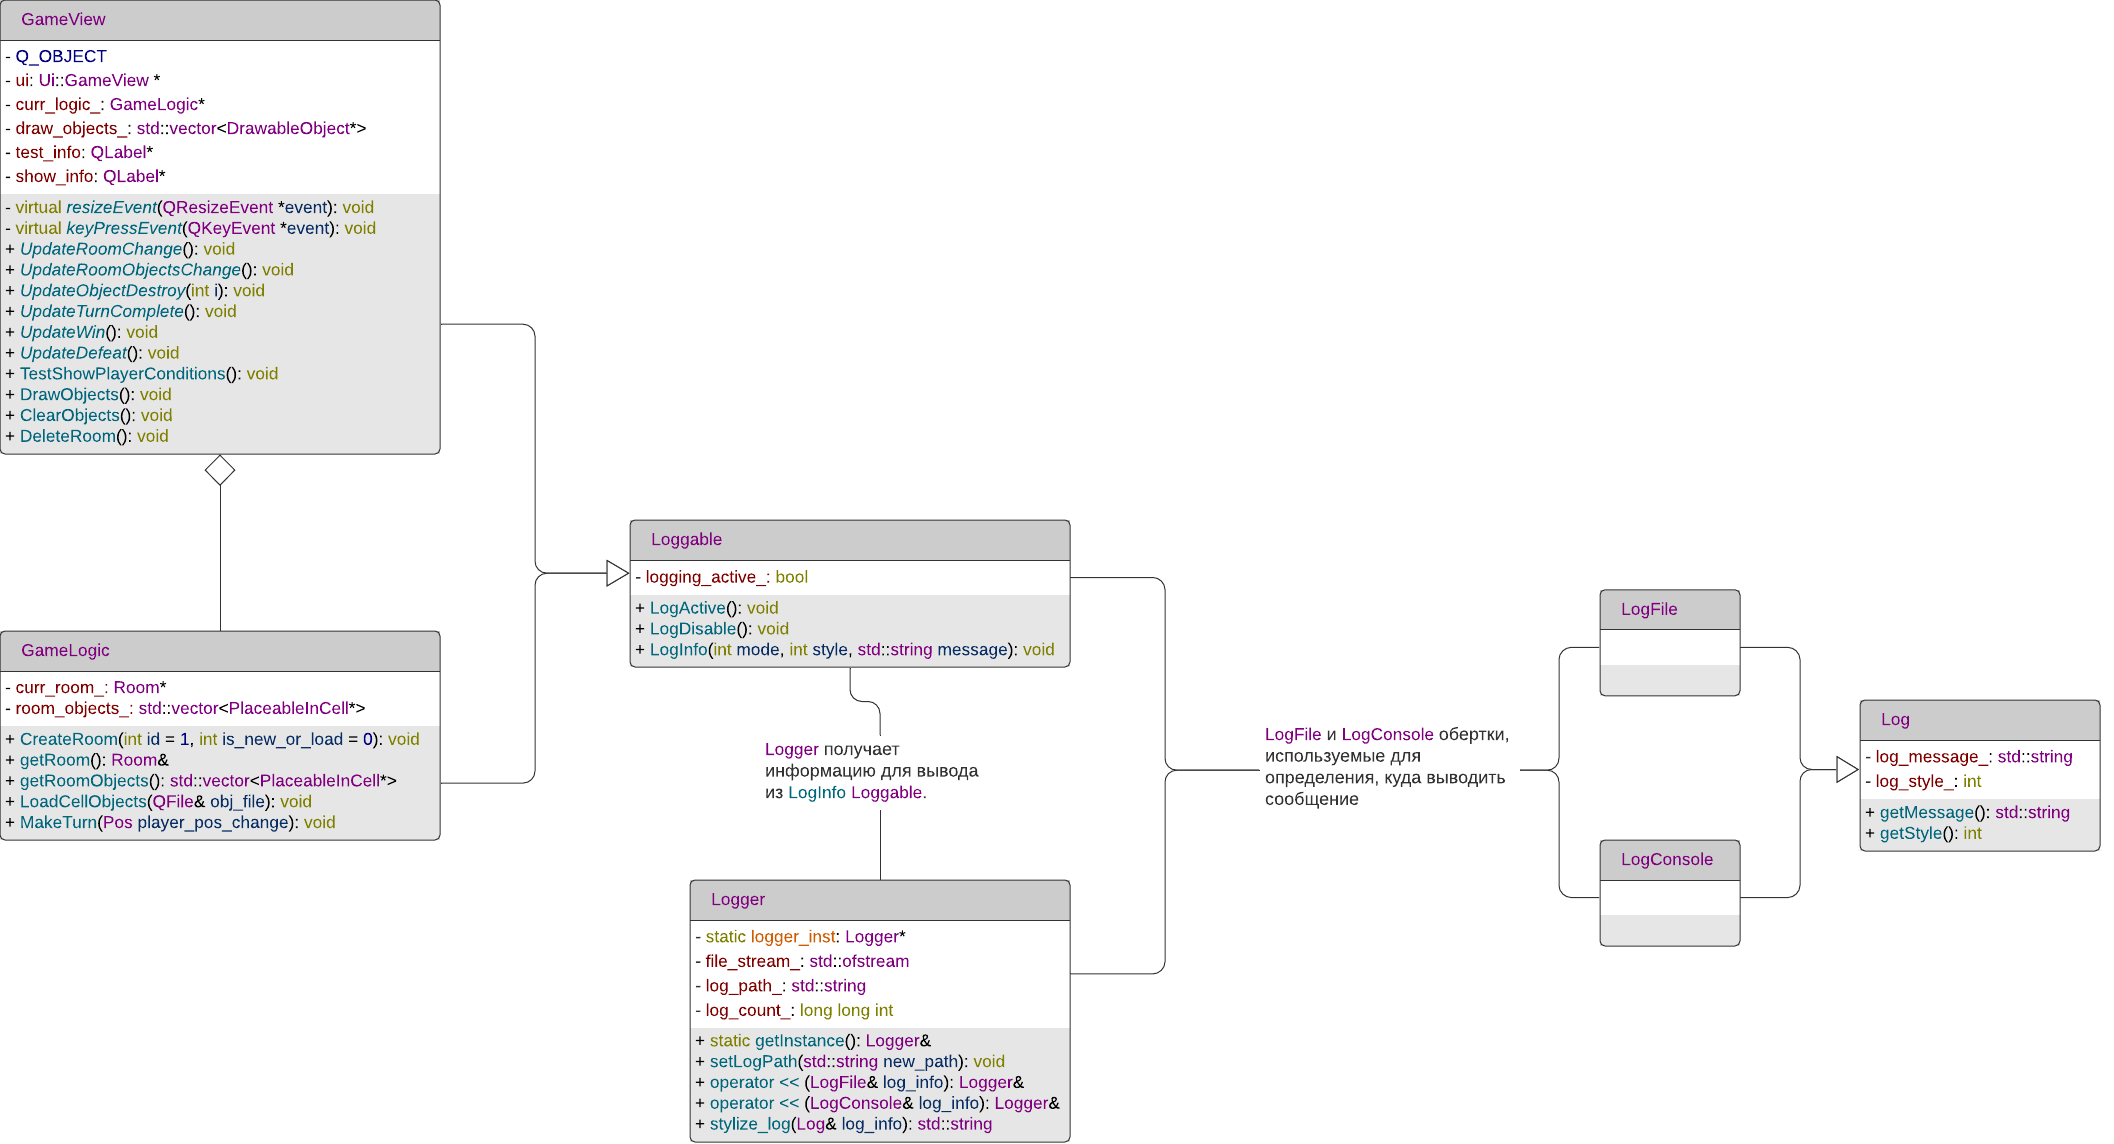 GameView
- Q_OBJECT
- ui: Ui::GameView *
- curr_logic_: GameLogic*
- draw_objects_: std::vector<DrawableObject*>
- test_info: QLabel*
- show_info: QLabel*
- virtual resizeEvent(QResizeEvent *event): void
- virtual keyPressEvent(QKeyEvent *event): void
+ UpdateRoomChange(): void
+ UpdateRoomObjectsChange(): void
+ UpdateObjectDestroy(int i): void
+ UpdateTurnComplete(): void
+ UpdateWin(): void
+ UpdateDefeat(): void
+ TestShowPlayerConditions(): void
+ DrawObjects(): void
+ ClearObjects(): void
+ DeleteRoom(): void
GameLogic
- curr_room_: Room*
- room_objects_: std::vector<PlaceableInCell*>
+ CreateRoom(int id = 1, int is_new_or_load = 0): void
+ getRoom(): Room&
+ getRoomObjects(): std::vector<PlaceableInCell*>
+ LoadCellObjects(QFile& obj_file): void
+ MakeTurn(Pos player_pos_change): void
Loggable
- logging_active_: bool
+ LogActive(): void
+ LogDisable(): void
+ LogInfo(int mode, int style, std::string message): void
Logger получает
информацию для вывода
из LogInfo Loggable.
Logger
- static logger_inst: Logger*
- file_stream_: std::ofstream
- log_path_: std::string
- log_count_: long long int
+ static getInstance(): Logger&
+ setLogPath(std::string new_path): void
+ operator << (LogFile& log_info): Logger&
+ operator << (LogConsole& log_info): Logger&
+ stylize_log(Log& log_info): std::string
LogFile и LogConsole обертки,
используемые для
определения, куда выводить
сообщение
LogFile
LogConsole
Log
- log_message_: std::string
- log_style_: int
+ getMessage(): std::string
+ getStyle(): int